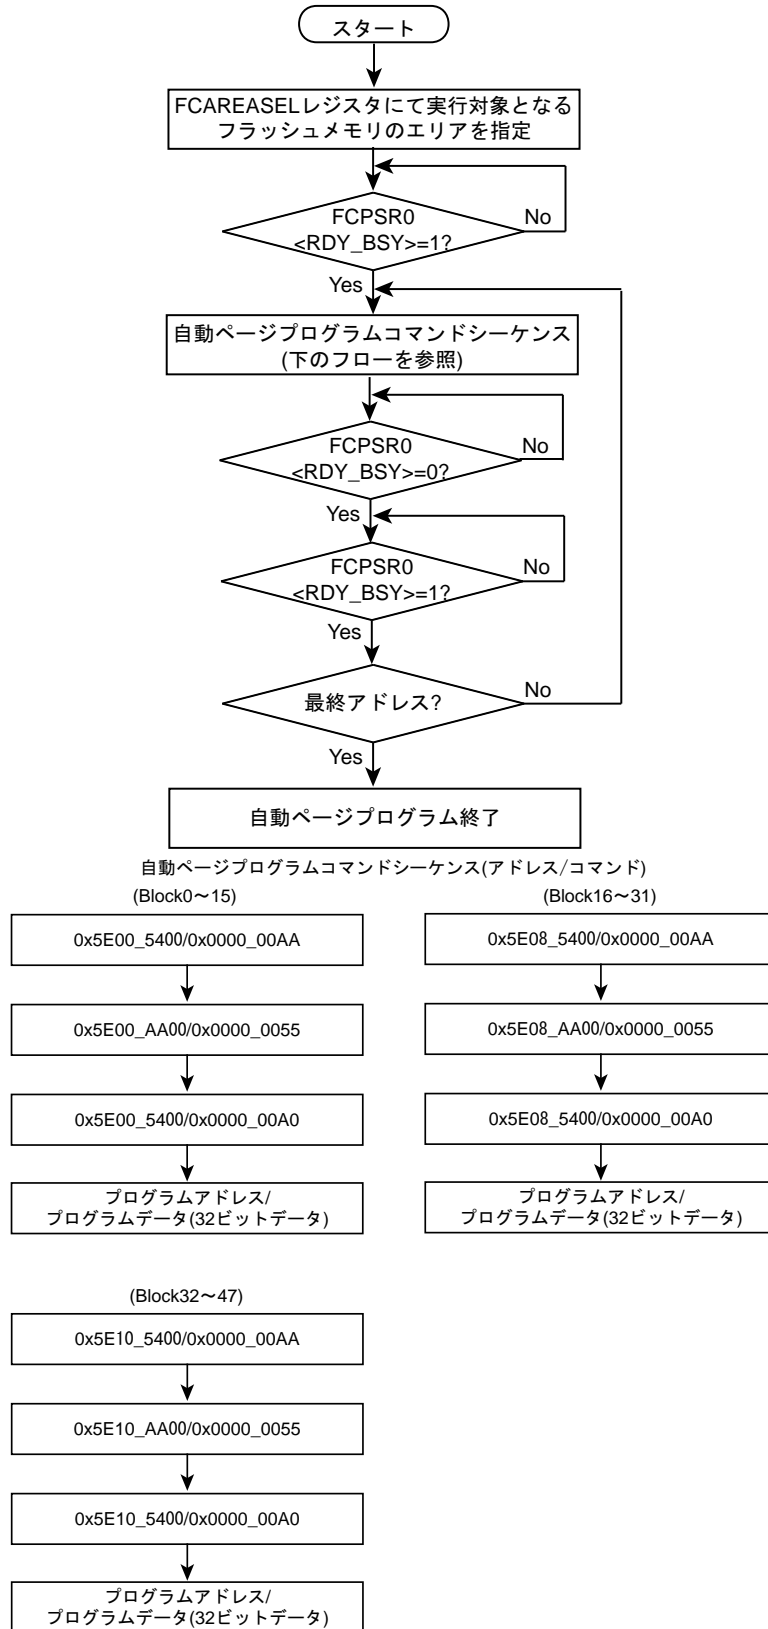 スタート
FCAREASELレジスタにて実行対象となる
フラッシュメモリのエリアを指定
FCPSR0
<RDY_BSY>=1?
No
Yes
自動ページプログラムコマンドシーケンス
(下のフローを参照)
FCPSR0
<RDY_BSY>=0?
No
Yes
FCPSR0
<RDY_BSY>=1?
No
Yes
最終アドレス?
No
Yes
自動ページプログラム終了
自動ページプログラムコマンドシーケンス(アドレス/コマンド)
(Block0～15)
0x5E00_5400/0x0000_00AA
0x5E00_AA00/0x0000_0055
0x5E00_5400/0x0000_00A0
プログラムアドレス/
プログラムデータ(32ビットデータ)
(Block16～31)
0x5E08_5400/0x0000_00AA
0x5E08_AA00/0x0000_0055
0x5E08_5400/0x0000_00A0
プログラムアドレス/
プログラムデータ(32ビットデータ)
(Block32～47)
0x5E10_5400/0x0000_00AA
0x5E10_AA00/0x0000_0055
0x5E10_5400/0x0000_00A0
プログラムアドレス/
プログラムデータ(32ビットデータ)